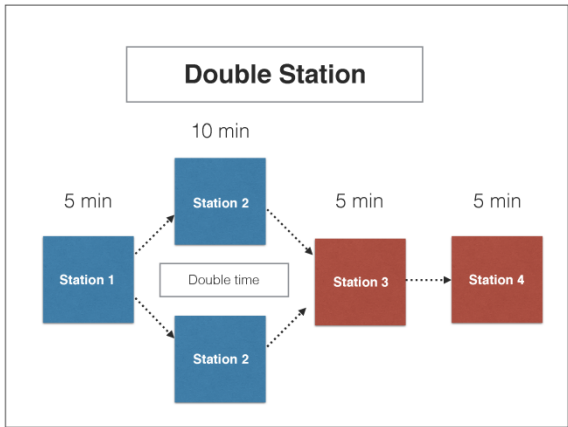 Double Station
10 min
5 min
Station 2
5 min
5 min
Station 1
Double time
Station 3
Station 4
Station 2